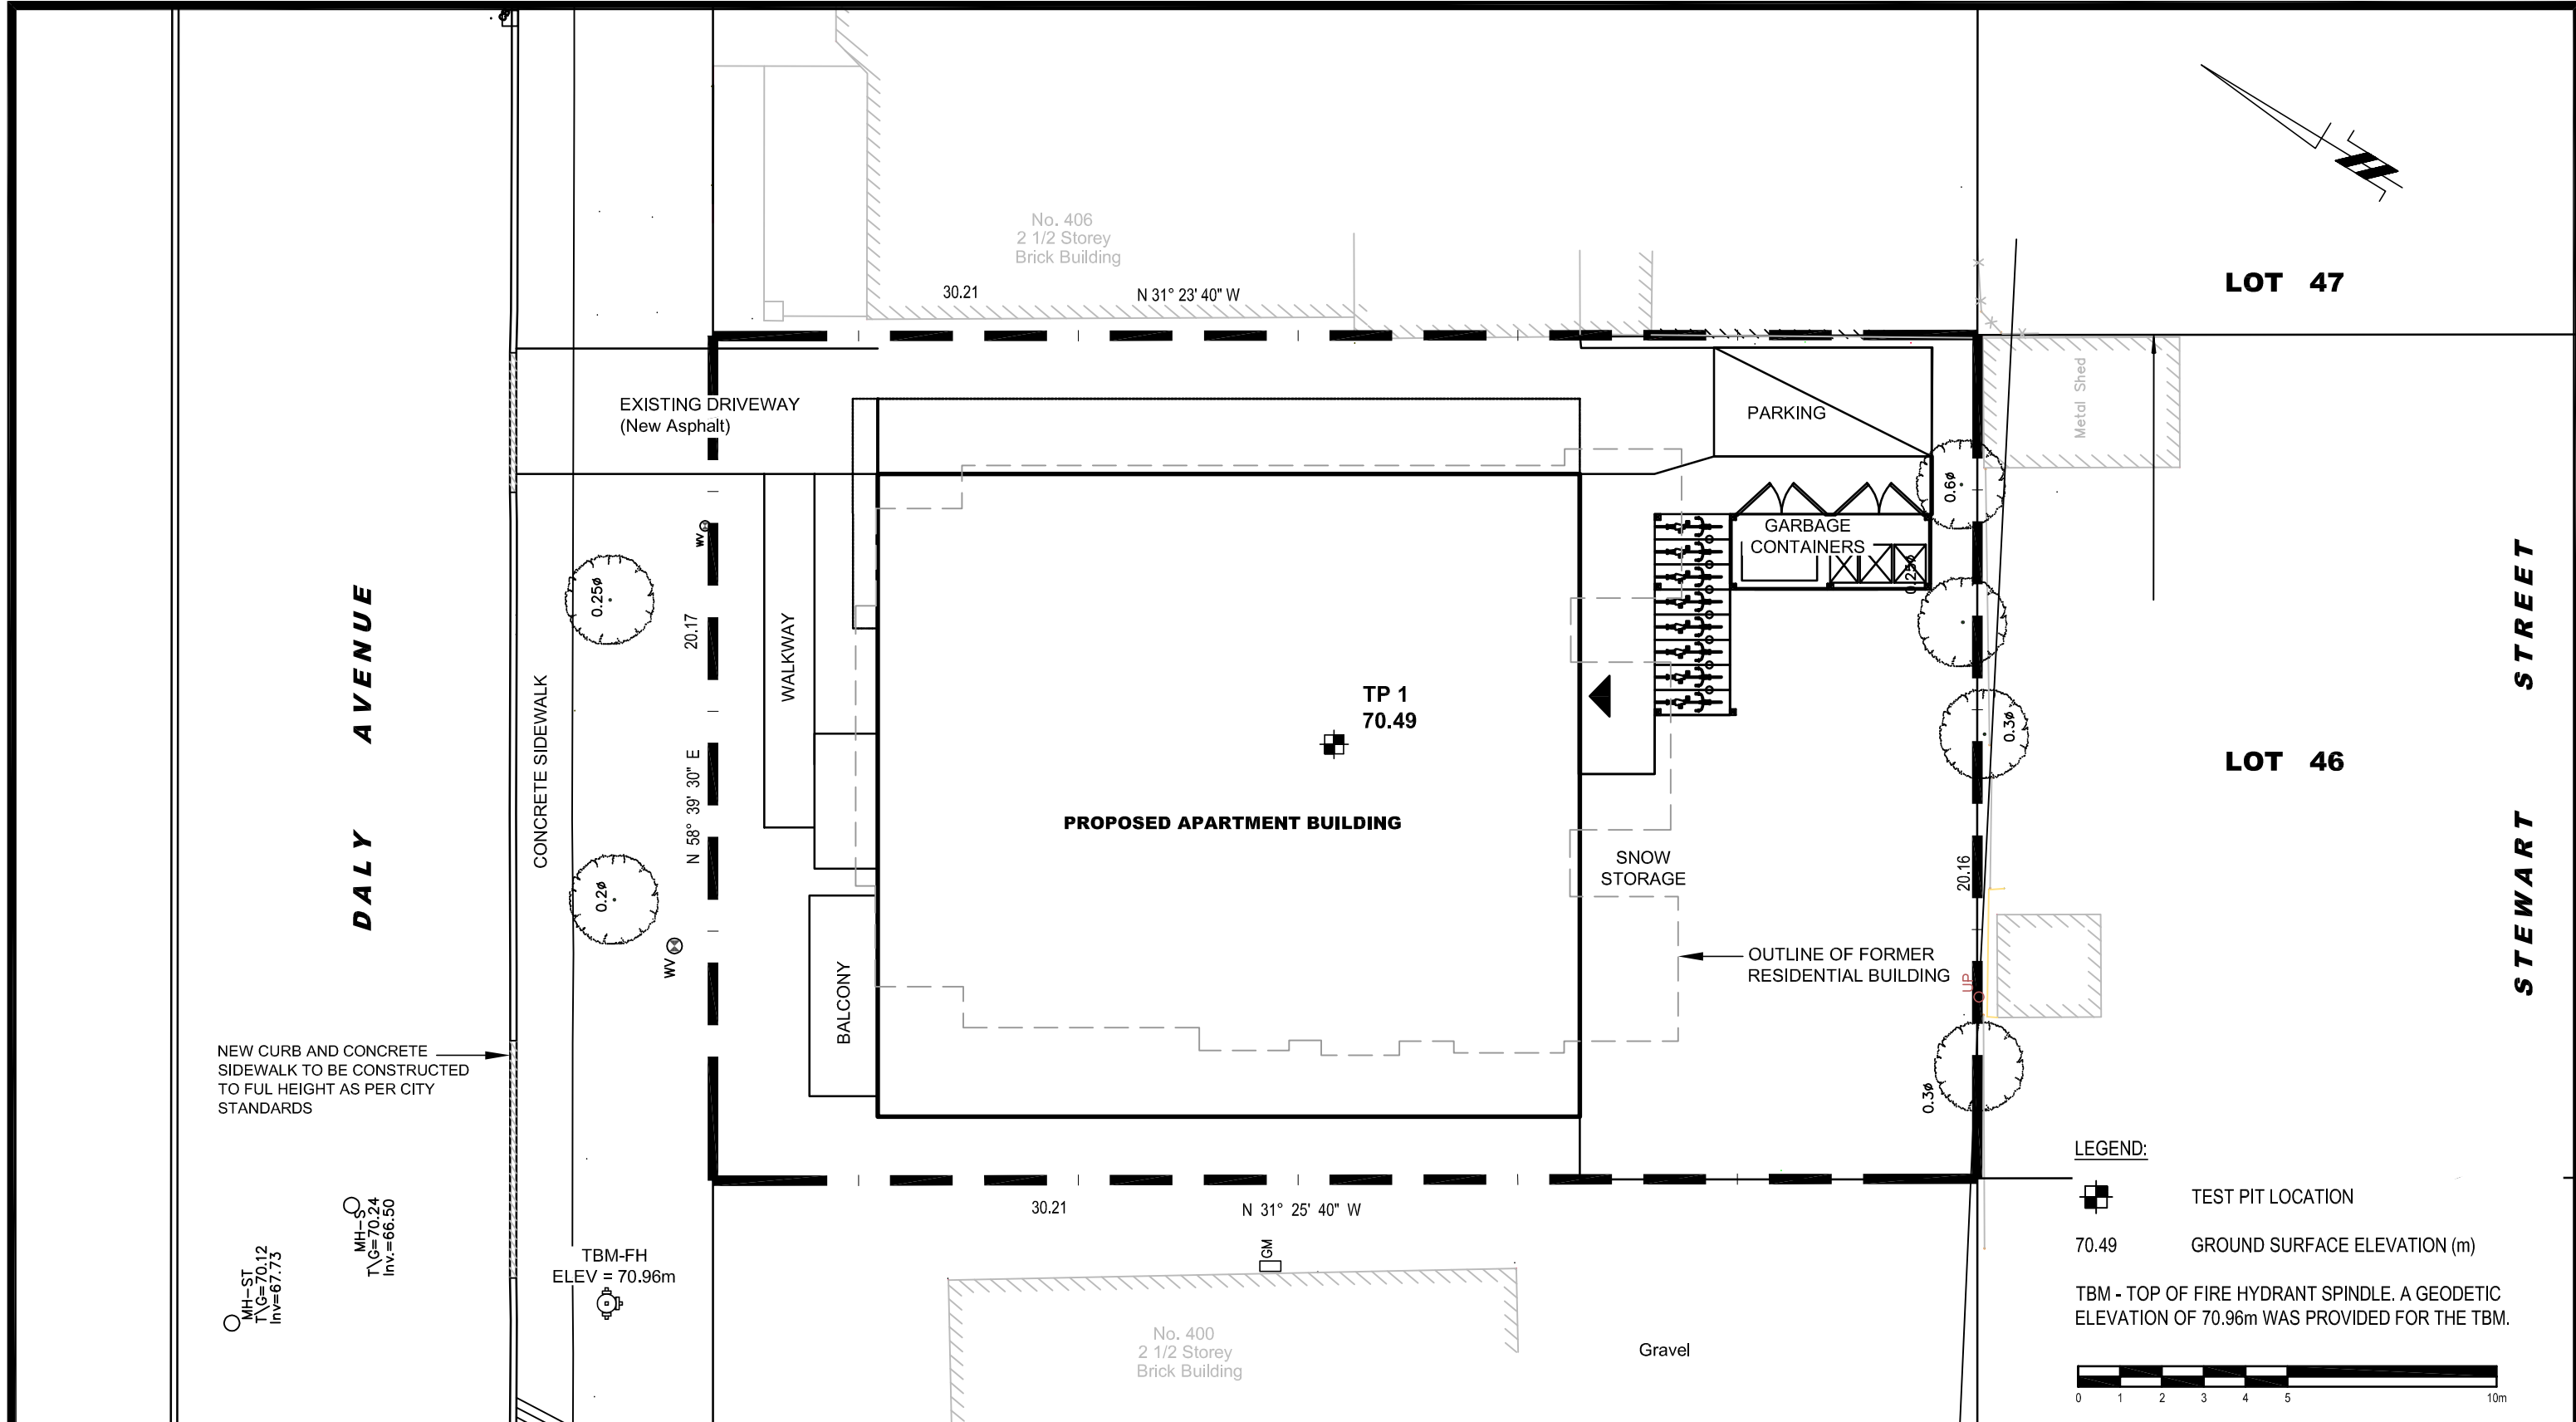 No. 406
2 1/2 Storey
Brick Building
30.21
N 31° 23' 40" W
LOT 47
EXISTING DRIVEWAY
(New Asphalt)
PARKING
Metal Shed
0.6ø
GARBAGE
CONTAINERS
0.25ø
WV
0.25ø
20.17
WALKWAY
DALY AVENUE
CONCRETE SIDEWALK
N 58° 39' 30" E
TP 1
70.49
0.3ø
LOT 46
STEWART STREET
PROPOSED APARTMENT BUILDING
SNOW
STORAGE
20.16
0.2ø
WV
BALCONY
OUTLINE OF FORMER
RESIDENTIAL BUILDING
UP
NEW CURB AND CONCRETE
SIDEWALK TO BE CONSTRUCTED
TO FUL HEIGHT AS PER CITY
STANDARDS
0.3ø
30.21
N 31° 25' 40" W
MH-S
T\G=70.24
Inv.=66.50
MH-ST
T\G=70.12
Inv=67.73
TBM-FH
ELEV = 70.96m
GM
No. 400
2 1/2 Storey
Brick Building
Gravel
LEGEND:
TEST PIT LOCATION
70.49 GROUND SURFACE ELEVATION (m)
TBM - TOP OF FIRE HYDRANT SPINDLE. A GEODETIC
ELEVATION OF 70.96m WAS PROVIDED FOR THE TBM.
0 1 2 3 4 5 10m